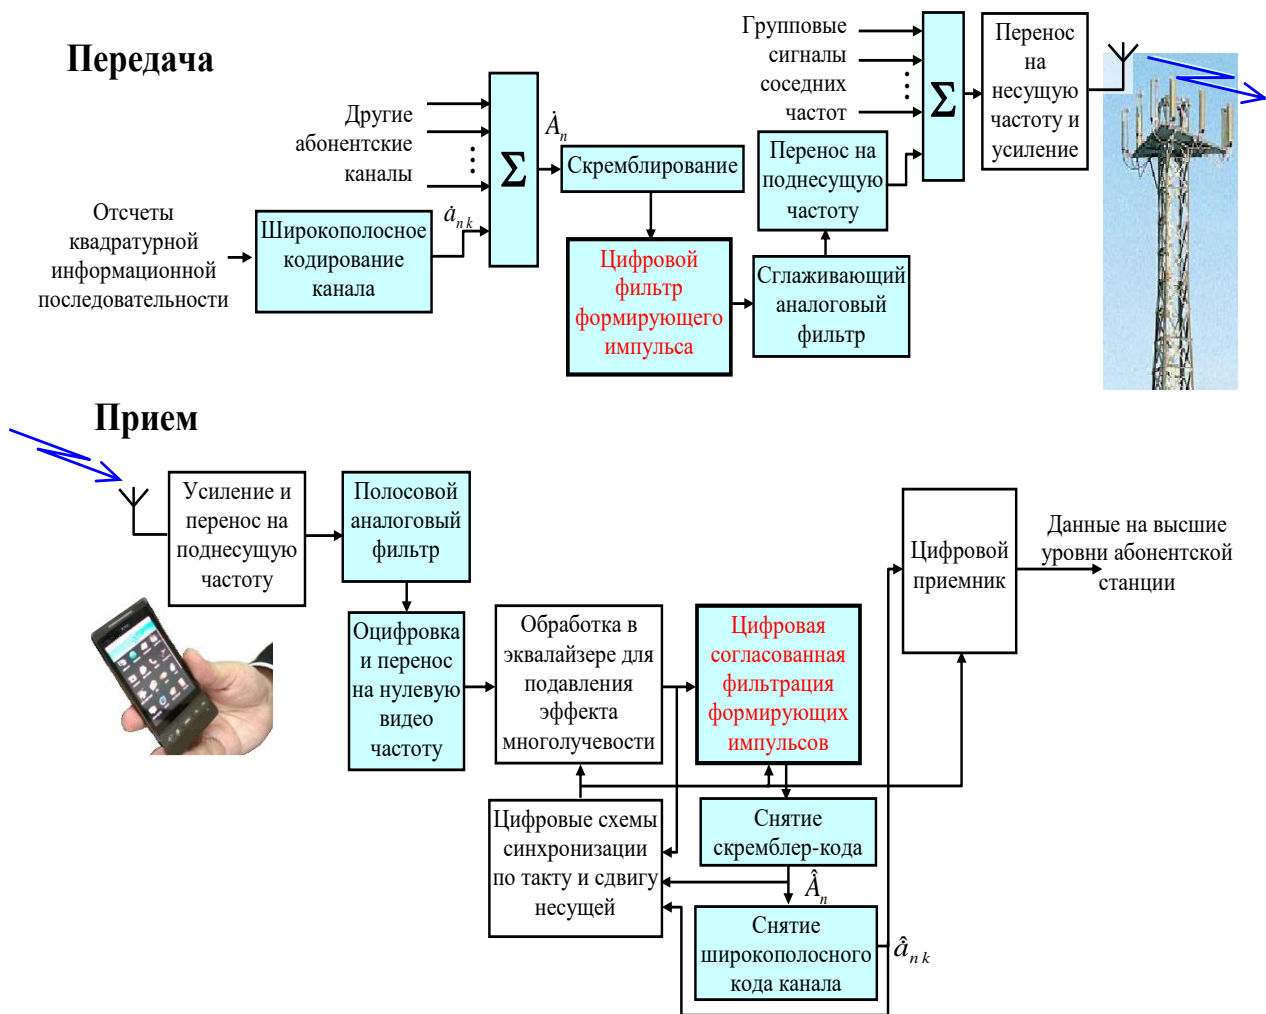 Передача
Другие
абонентские
каналы
Отсчеты
квадратурной
информационной
последовательности
Широкополосное
кодирование
канала
ȧ n k
Σ
Ȧ n
Скремблирование
Цифровой
фильтр
формирующего
импульса
Сглаживающий
аналоговый
фильтр
Перенос на
поднесущую
частоту
Групповые
сигналы
соседних
частот
Σ
Перенос
на
несущую
частоту и
усиление
Прием
Усиление и
перенос на
поднесущую
частоту
Полосовой
аналоговый
фильтр
Оцифровка
и перенос
на нулевую
видео
частоту
Обработка в
эквалайзере для
подавления
эффекта
многолучевости
Цифровая
согласованная
фильтрация
формирующих
импульсов
Цифровые схемы
синхронизации
по такту и сдвигу
несущей
Снятие
скремблер-кода
Â̇ n
Снятие
широкополосного
кода канала
â̇ n k
Цифровой
приемник
Данные на высшие
уровни абонентской
станции